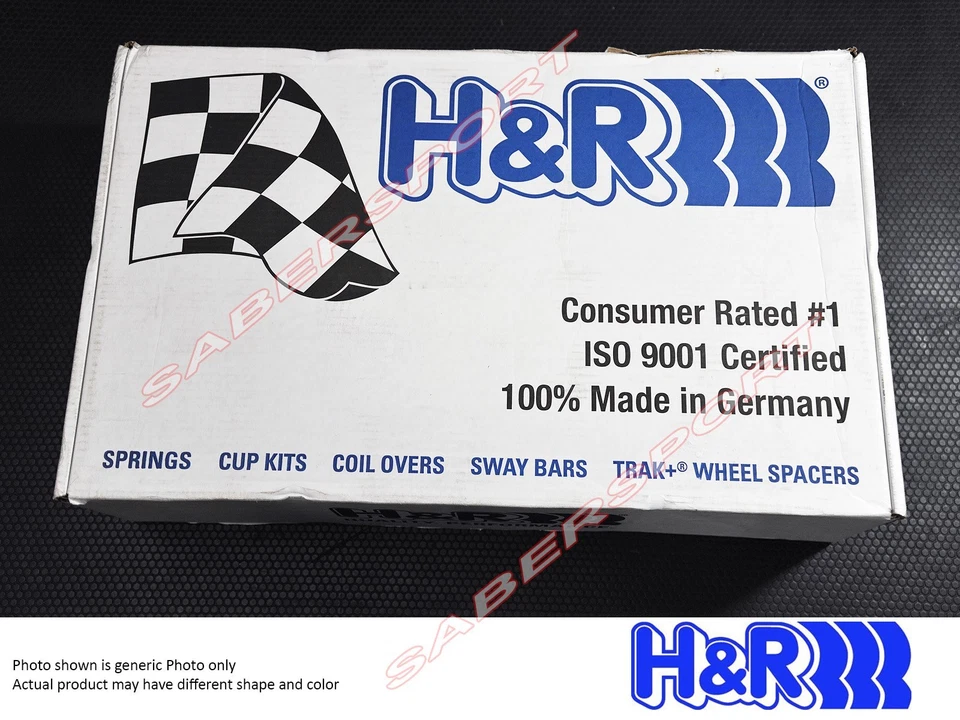 H&R®
Consumer Rated #1
ISO 9001 Certified
100% Made in Germany
SPRINGS CUP KITS COIL OVERS SWAY BARS TRAK+® WHEEL SPACERS
H&R
SABERSPORT
SABERSPORT
Photo shown is generic Photo only
Actual product may have different shape and color
H&R